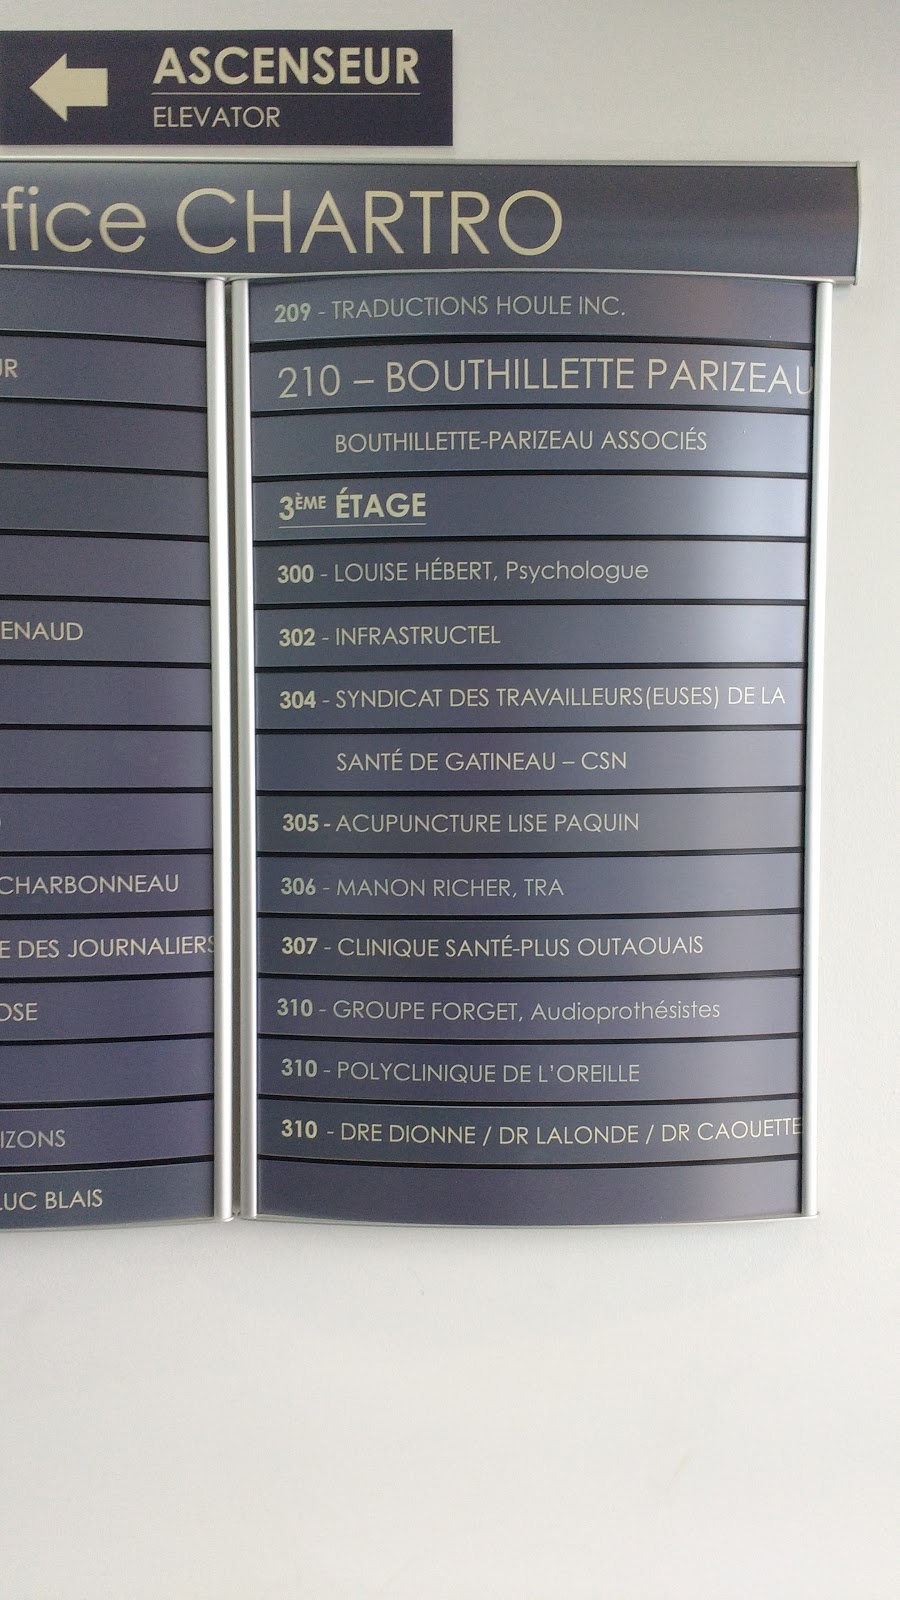 ASCENSEUR
ELEVATOR
fice CHARTRO
UR
ENAUD
CHARBONNEAU
E DES JOURNALIERS
OSE
IZONS
LUC BLAIS
209 - TRADUCTIONS HOULE INC.
210 – BOUTHILLETTE PARIZEAU
BOUTHILLETTE-PARIZEAU ASSOCIÉS
3ÈME ÉTAGE
300 - LOUISE HÉBERT, Psychologue
302 - INFRASTRUCTEL
304 - SYNDICAT DES TRAVAILLEURS(EUSES) DE LA
SANTÉ DE GATINEAU – CSN
305 - ACUPUNCTURE LISE PAQUIN
306 - MANON RICHER, TRA
307 - CLINIQUE SANTÉ-PLUS OUTAOUAIS
310 - GROUPE FORGET, Audioprothésistes
310 - POLYCLINIQUE DE L'OREILLE
310 - DRE DIONNE / DR LALONDE / DR CAOUETTE